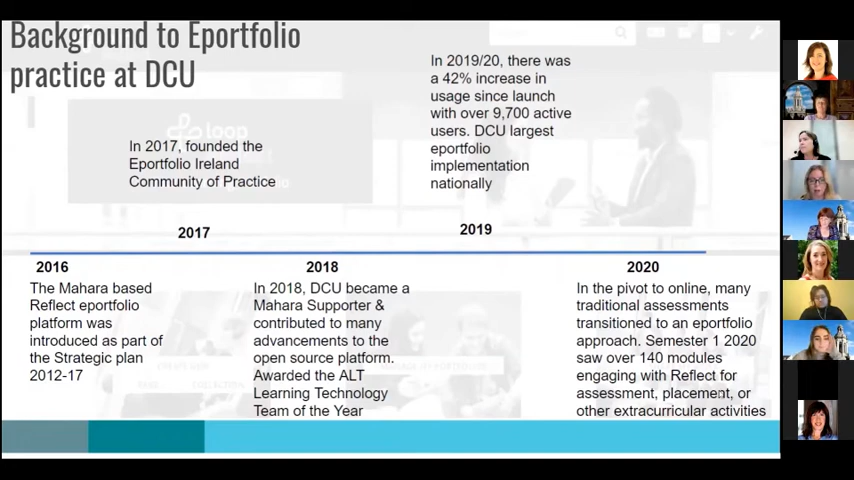 Background to Eportfolio
practice at DCU
In 2017, founded the
Eportfolio Ireland
Community of Practice
In 2019/20, there was
a 42% increase in
usage since launch
with over 9,700 active
users. DCU largest
eportfolio
implementation
nationally
2017
2019
2016
The Mahara based
Reflect eportfolio
platform was
introduced as part of
the Strategic plan
2012-17
2018
In 2018, DCU became a
Mahara Supporter &
contributed to many
advancements to the
open source platform.
Awarded the ALT
Learning Technology
Team of the Year
2020
In the pivot to online, many
traditional assessments
transitioned to an eportfolio
approach. Semester 1 2020
saw over 140 modules
engaging with Reflect for
assessment, placement, or
other extracurricular activities
loop